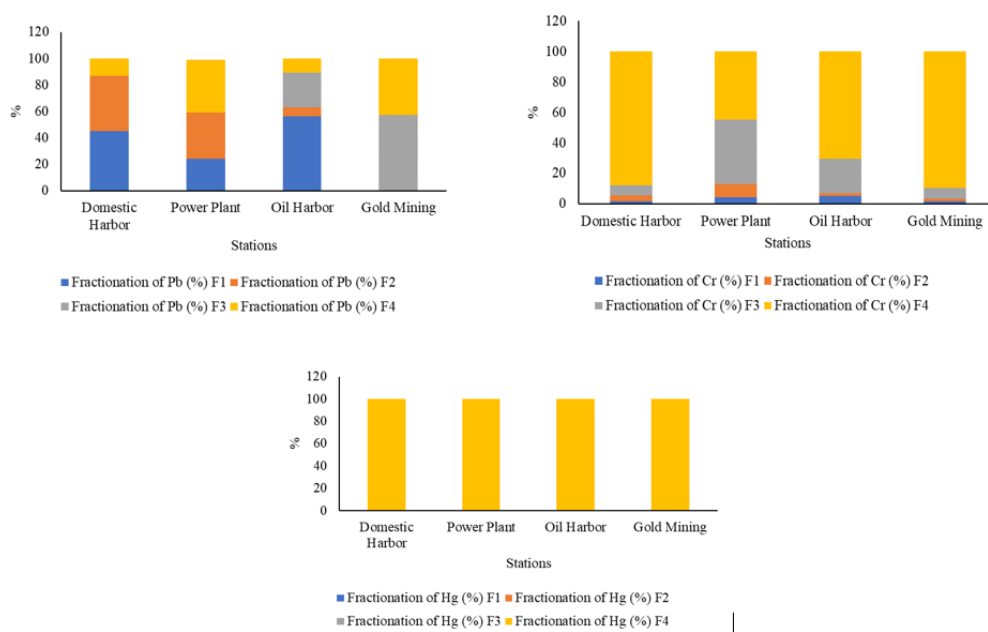 120
100
80
60
40
20
0
%
Domestic Harbor
Power Plant
Oil Harbor
Gold Mining
Stations
Fractionation of Pb (%) F1 Fractionation of Pb (%) F2
Fractionation of Pb (%) F3 Fractionation of Pb (%) F4
120
100
80
60
40
20
0
%
Domestic Harbor
Power Plant
Oil Harbor
Gold Mining
Stations
Fractionation of Cr (%) F1 Fractionation of Cr (%) F2
Fractionation of Cr (%) F3 Fractionation of Cr (%) F4
120
100
80
60
40
20
0
%
Domestic Harbor
Power Plant
Oil Harbor
Gold Mining
Stations
Fractionation of Hg (%) F1 Fractionation of Hg (%) F2
Fractionation of Hg (%) F3 Fractionation of Hg (%) F4